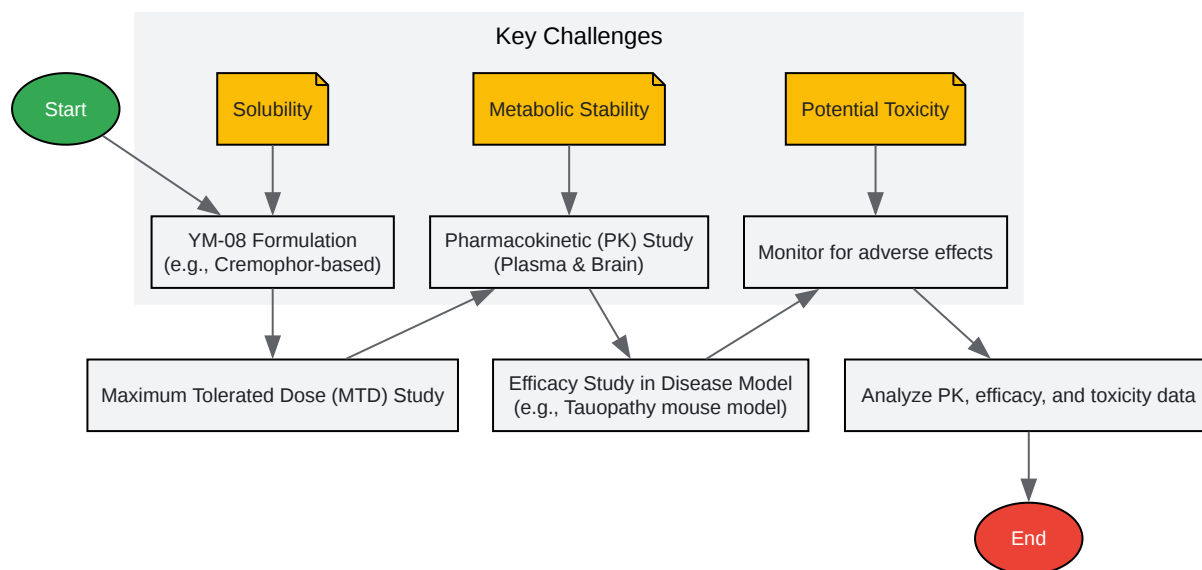 Key Challenges
Start
Solubility
Metabolic Stability
Potential Toxicity
YM-08 Formulation
(e.g., Cremophor-based)
Pharmacokinetic (PK) Study
(Plasma & Brain)
Monitor for adverse effects
Maximum Tolerated Dose (MTD) Study
Efficacy Study in Disease Model
(e.g., Tauopathy mouse model)
Analyze PK, efficacy, and toxicity data
End